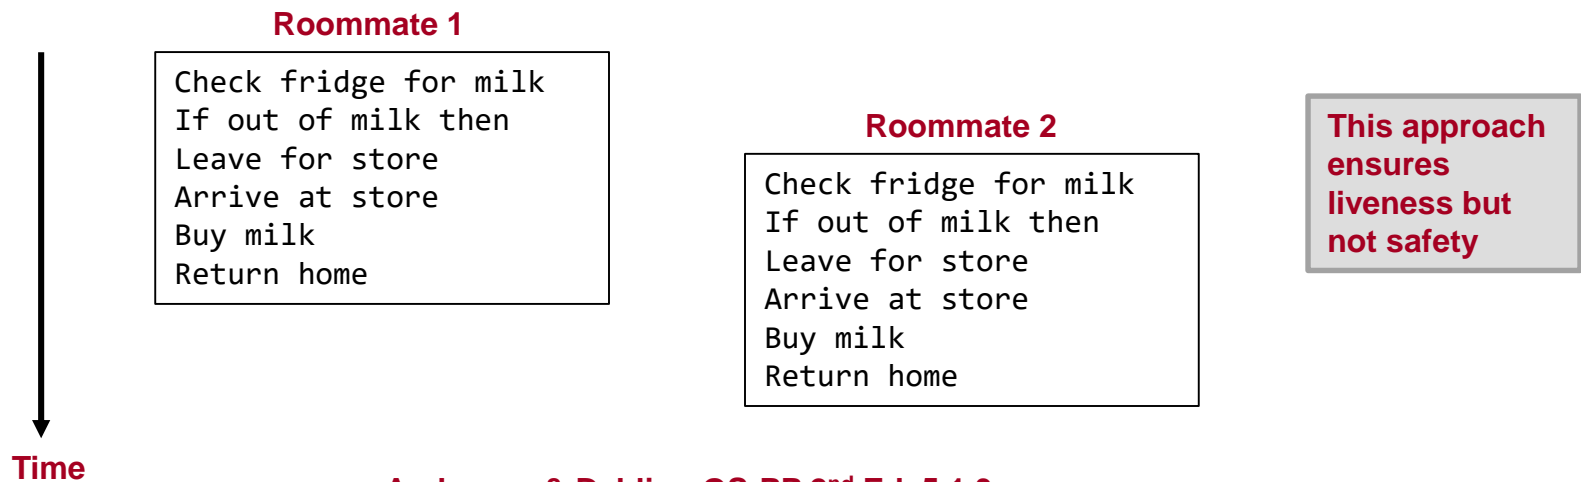 Roommate 1
Check fridge for milk
If out of milk then
Leave for store
Arrive at store
Buy milk
Return home
Roommate 2
Check fridge for milk
If out of milk then
Leave for store
Arrive at store
Buy milk
Return home
This approach
ensures
liveness but
not safety
Time